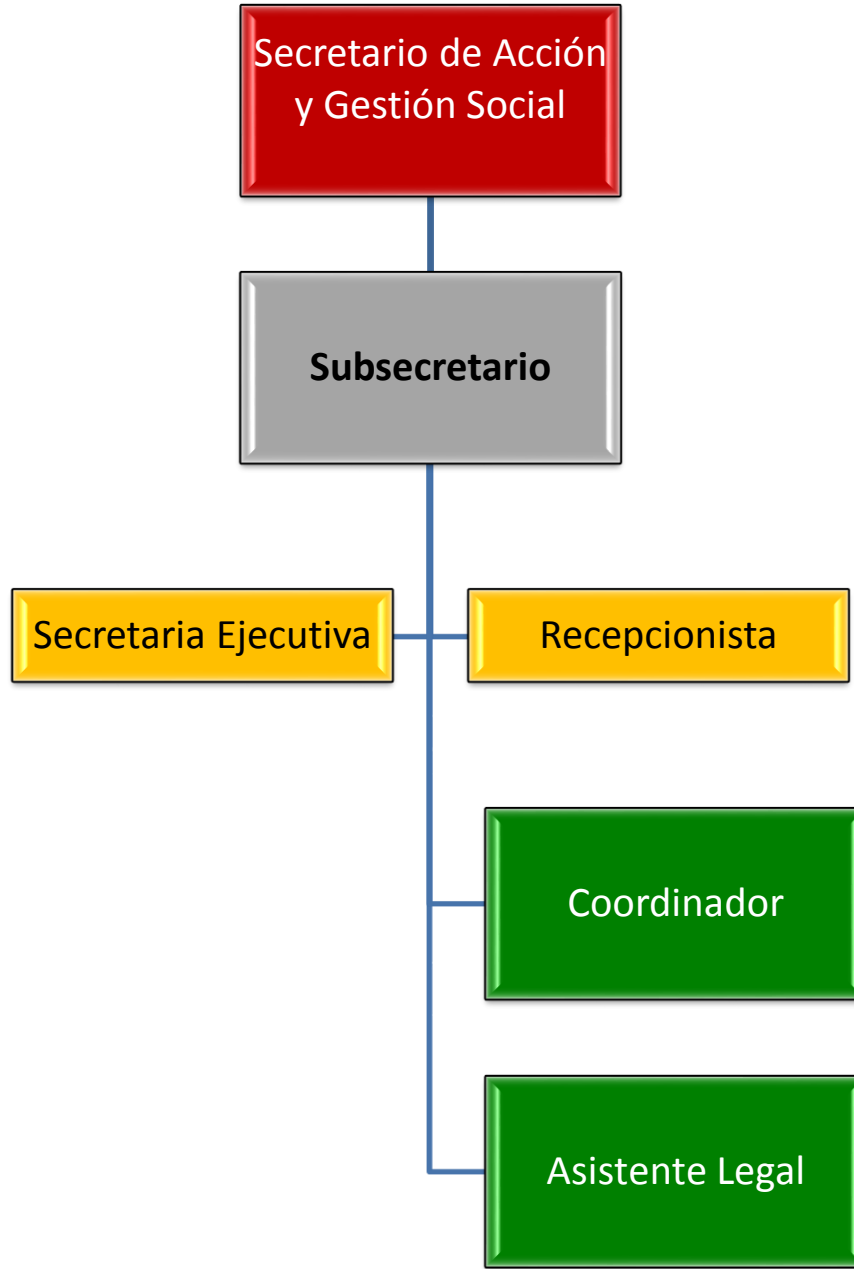 Secretario de Acción
y Gestión Social
Subsecretario
Secretaria Ejecutiva
Recepcionista
Coordinador
Asistente Legal